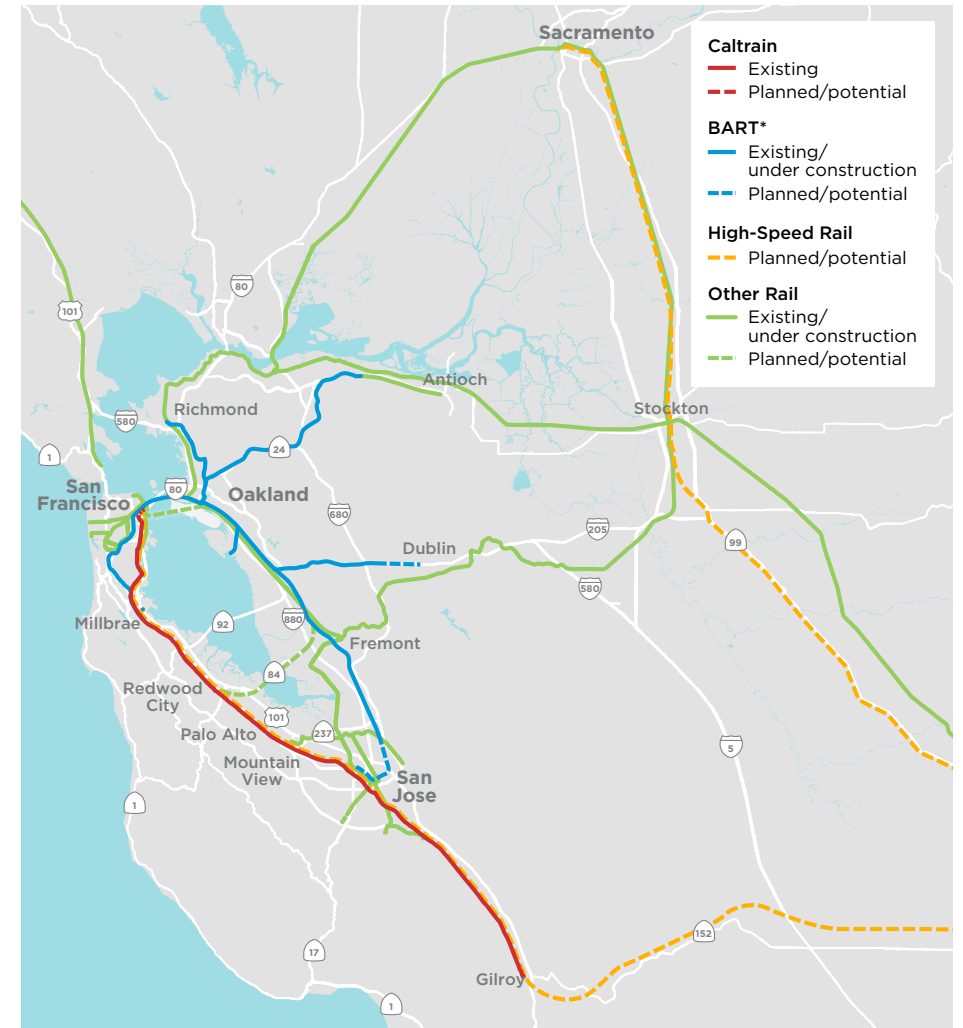 Sacramento
Caltrain
Existing
Planned/potential
BART*
Existing/
under construction
Planned/potential
High-Speed Rail
Planned/potential
Other Rail
Existing/
under construction
Planned/potential
80
101
Antioch
Richmond
Stockton
580
24
1
San
Francisco
80
Oakland
680
205
99
Dublin
580
Millbrae
92
880
Fremont
84
Redwood
City
101
237
Palo Alto
Mountain
View
5
San
Jose
1
152
17
Gilroy
1